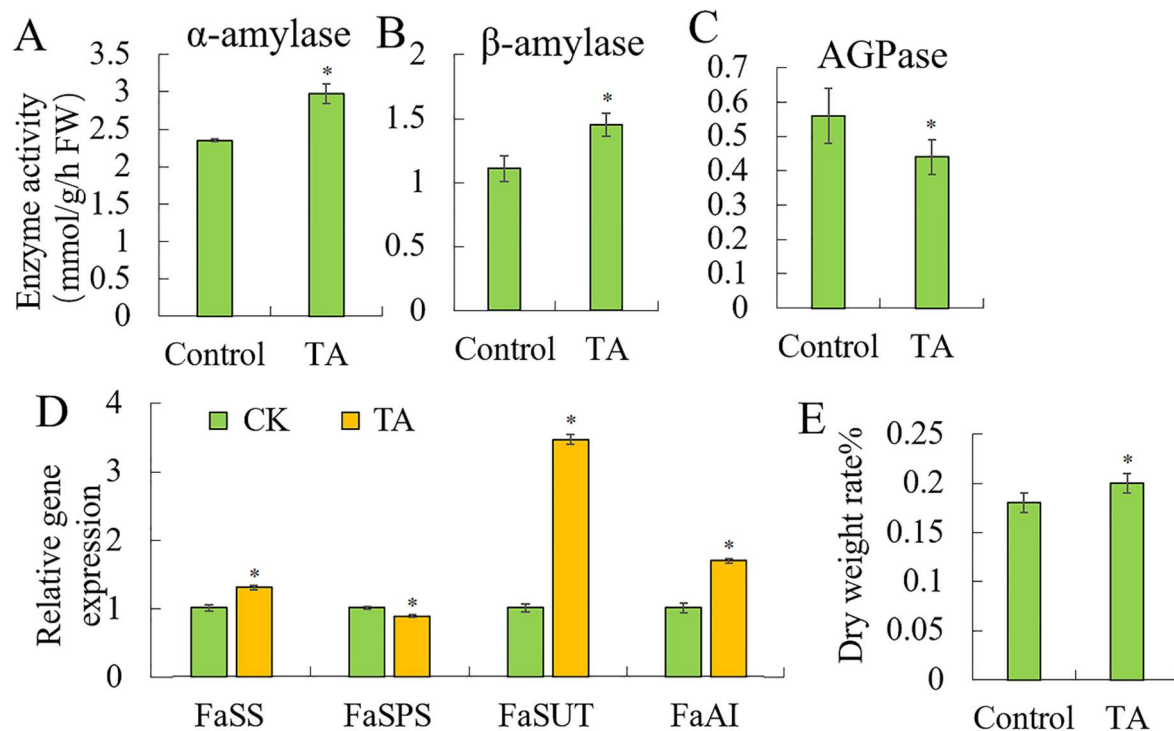 A
α-amylase
Enzyme activity
(mmol/g/h FW)
3.5
3
2.5
2
1.5
1
0.5
0
*
Control
TA
B
β-amylase
2
1.5
1
0.5
0
*
Control
TA
C
AGPase
0.7
0.6
0.5
0.4
0.3
0.2
0.1
0
*
Control
TA
D
CK
TA
Relative gene
expression
4
3
2
1
0
*
*
*
*
FaSS
FaSPS
FaSUT
FaAI
E
Dry weight rate%
0.25
0.2
0.15
0.1
0.05
0
*
Control
TA